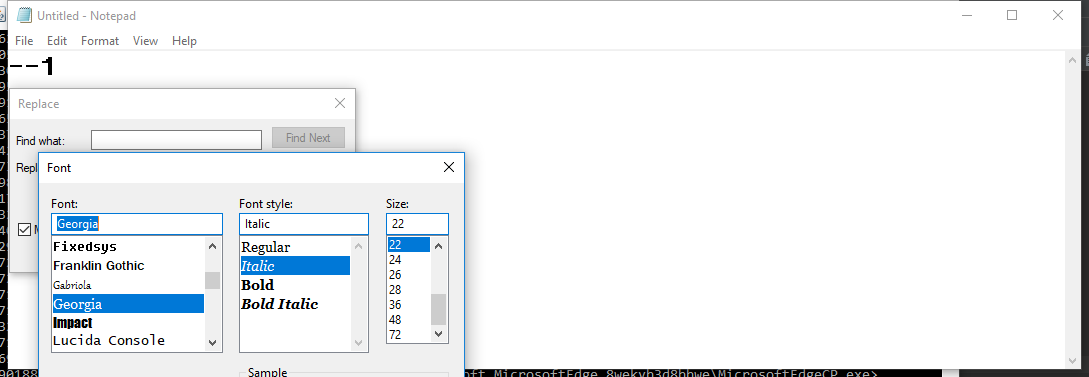 Untitled - Notepad
File Edit Format View Help
--1
Replace
Find what:
Find Next
Repl
M
Font
Font:
Font style:
Size:
Georgia
Italic
22
Fixedsys
Franklin Gothic
Gabriola
Georgia
Impact
Lucida Console
Regular
Italic
Bold
Bold Italic
22
24
26
28
36
48
72
Sample
oft.MicrosoftEdge_8wekyb3d8bbwe\MicrosoftEdgeCP.exe>